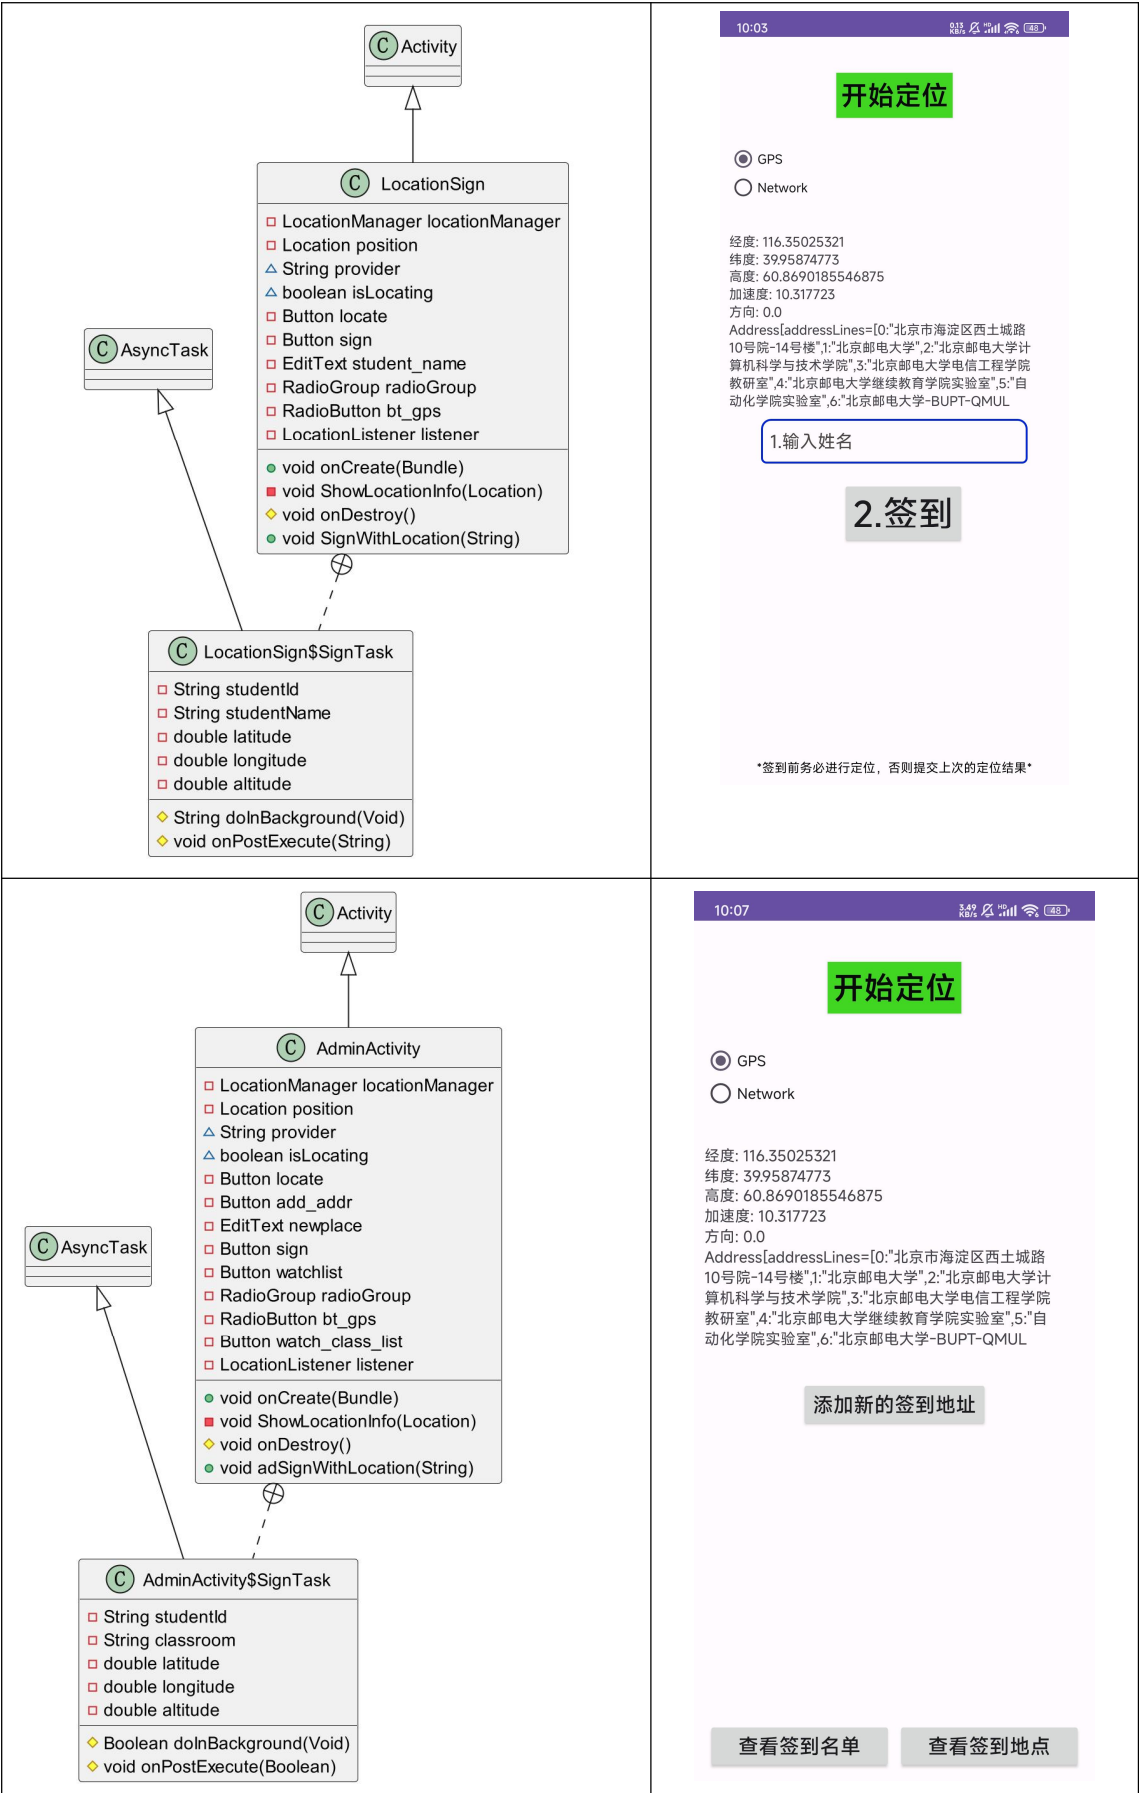 C Activity
C LocationSign
LocationManager locationManager
Location position
String provider
boolean isLocating
Button locate
Button sign
EditText student_name
RadioGroup radioGroup
RadioButton bt_gps
LocationListener listener
void onCreate(Bundle)
void ShowLocationInfo(Location)
void onDestroy()
void SignWithLocation(String)
C AsyncTask
C LocationSign$SignTask
String studentId
String studentName
double latitude
double longitude
double altitude
String doInBackground(Void)
void onPostExecute(String)
10:03 0.13 KB/s HD 6 48
开始定位
GPS
Network
经度: 116.35025321
纬度: 39.95874773
高度: 60.8690185546875
加速度: 10.317723
方向: 0.0
Address[addressLines=[0:"北京市海淀区西土城路
10号院-14号楼",1:"北京邮电大学",2:"北京邮电大学计
算机科学与技术学院",3:"北京邮电大学电信工程学院
教研室",4:"北京邮电大学继续教育学院实验室",5:"自
动化学院实验室",6:"北京邮电大学-BUPT-QMUL
1.输入姓名
2.签到
*签到前务必进行定位，否则提交上次的定位结果*
C Activity
C AdminActivity
LocationManager locationManager
Location position
String provider
boolean isLocating
Button locate
Button add_addr
EditText newplace
Button sign
Button watchlist
RadioGroup radioGroup
RadioButton bt_gps
Button watch_class_list
LocationListener listener
void onCreate(Bundle)
void ShowLocationInfo(Location)
void onDestroy()
void adSignWithLocation(String)
C AsyncTask
C AdminActivity$SignTask
String studentId
String classroom
double latitude
double longitude
double altitude
Boolean doInBackground(Void)
void onPostExecute(Boolean)
10:07 3.49 KB/s HD 6 48
开始定位
GPS
Network
经度: 116.35025321
纬度: 39.95874773
高度: 60.8690185546875
加速度: 10.317723
方向: 0.0
Address[addressLines=[0:"北京市海淀区西土城路
10号院-14号楼",1:"北京邮电大学",2:"北京邮电大学计
算机科学与技术学院",3:"北京邮电大学电信工程学院
教研室",4:"北京邮电大学继续教育学院实验室",5:"自
动化学院实验室",6:"北京邮电大学-BUPT-QMUL
添加新的签到地址
查看签到名单 查看签到地点